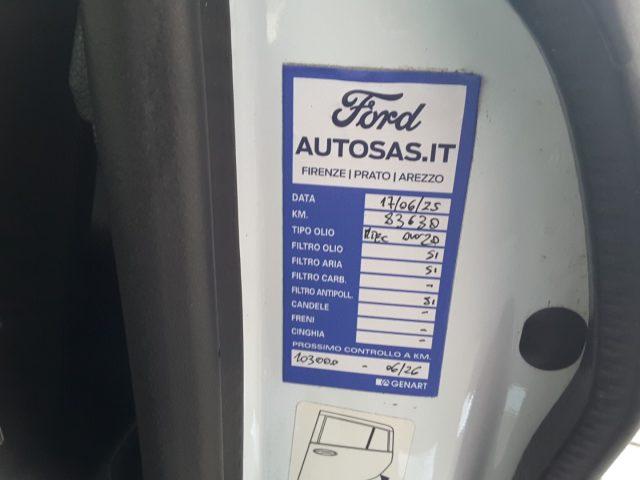 Ford
AUTOSAS.IT
FIRENZE | PRATO | AREZZO
DATA 17/06/25
KM. 83630
TIPO OLIO 0W20
FILTRO OLIO SI
FILTRO ARIA SI
FILTRO CARB. -
FILTRO ANTIPOLL. SI
CANDELE -
FRENI -
CINGHIA -
PROSSIMO CONTROLLO A KM.
103000 - 06/26
GENART